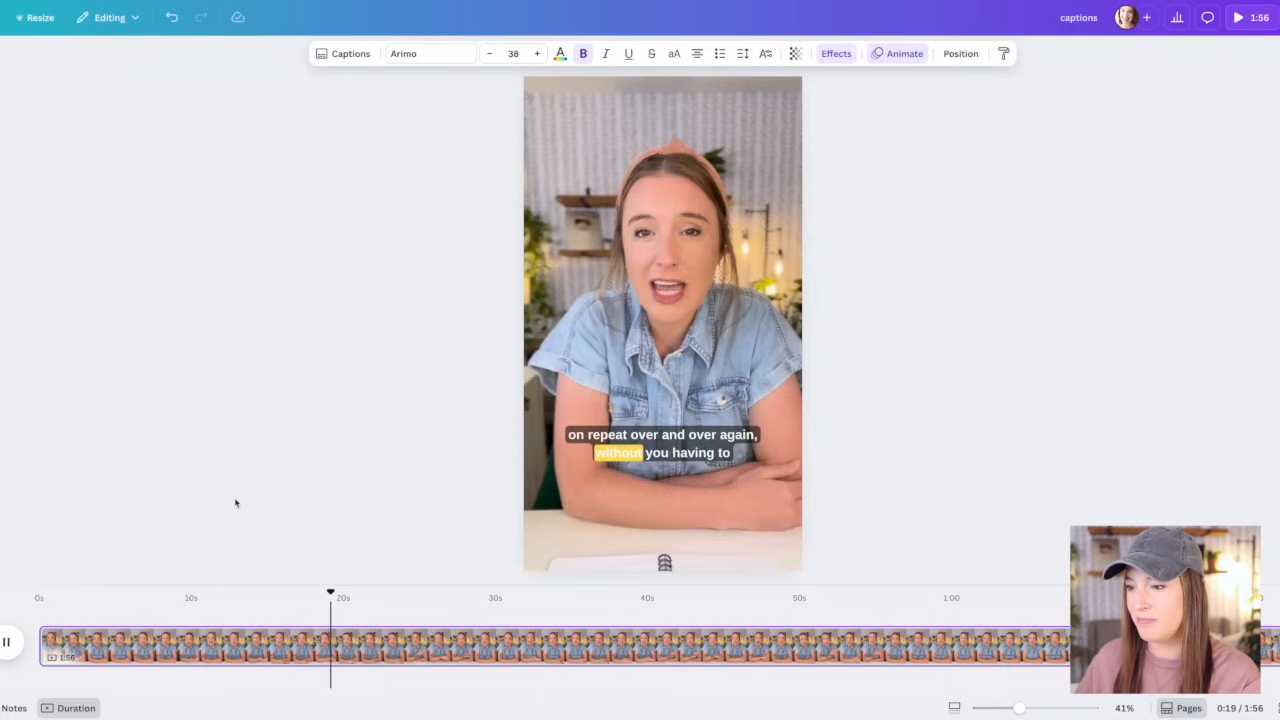 Resize
Editing
captions
+
1:56
Captions
Arimo
− 38 +
A
B
I
U
S
aA
Effects
Animate
Position
on repeat over and over again,
without you having to
0s
10s
20s
30s
40s
50s
1:00
1:56
Notes
Duration
41%
Pages
0:19 / 1:56